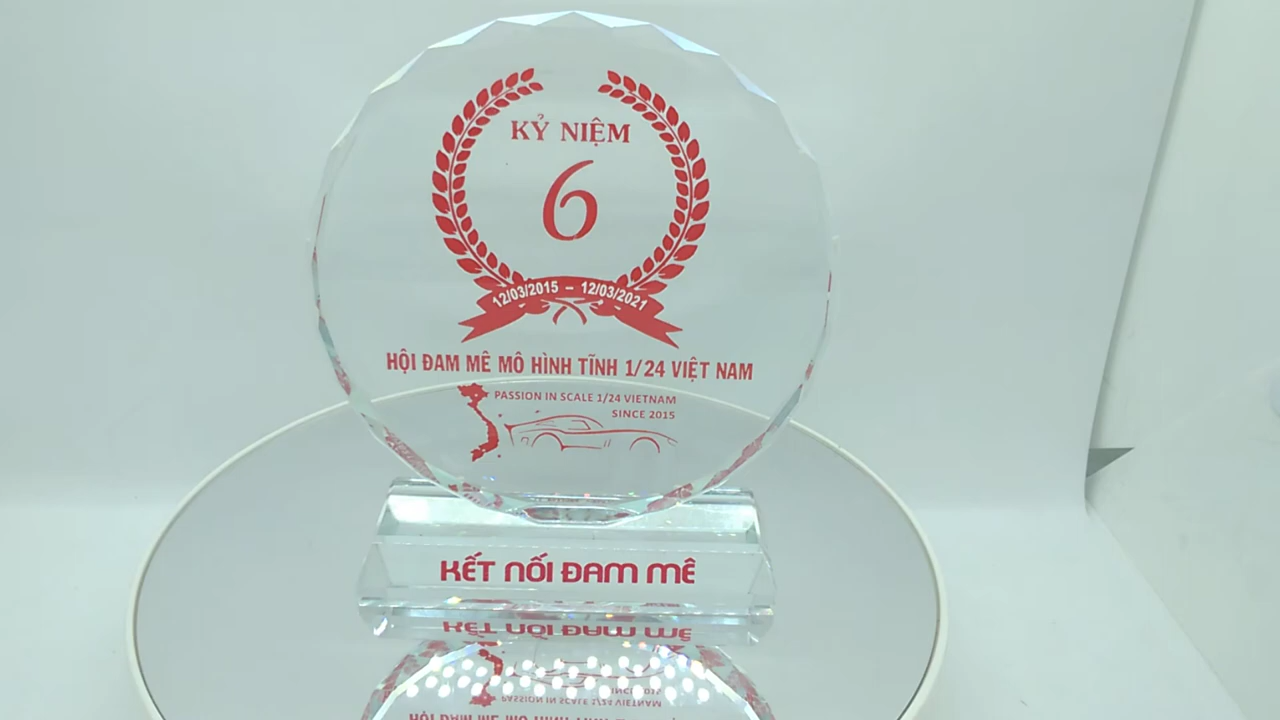 KỶ NIỆM
6
12/03/2015 – 12/03/2021
HỘI ĐAM MÊ MÔ HÌNH TĨNH 1/24 VIỆT NAM
PASSION IN SCALE 1/24 VIETNAM
SINCE 2015
KẾT NỐI ĐAM MÊ